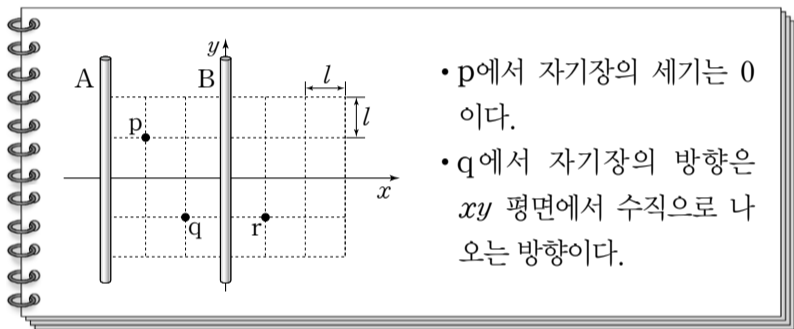 y
A
B
l
l
p
x
q
r
• p에서 자기장의 세기는 0
이다.
• q에서 자기장의 방향은
xy 평면에서 수직으로 나
오는 방향이다.